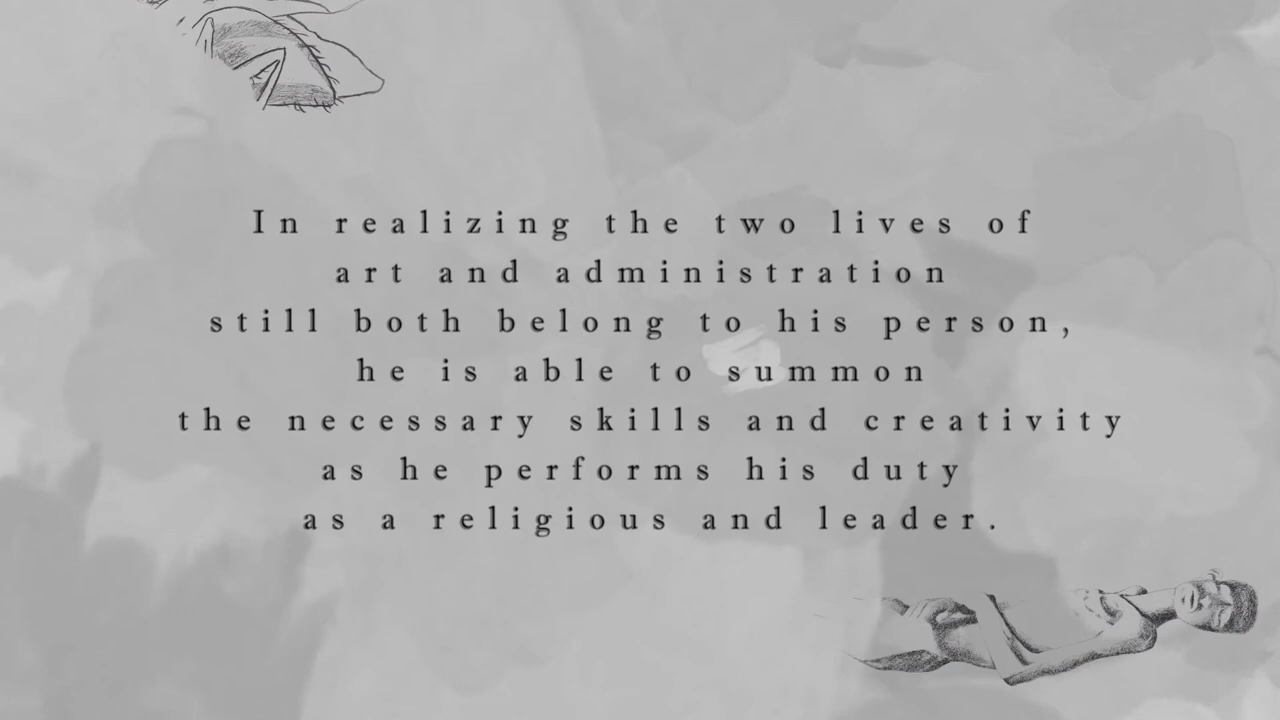 In realizing the two lives of
art and administration
still both belong to his person,
he is able to summon
the necessary skills and creativity
as he performs his duty
as a religious and leader.